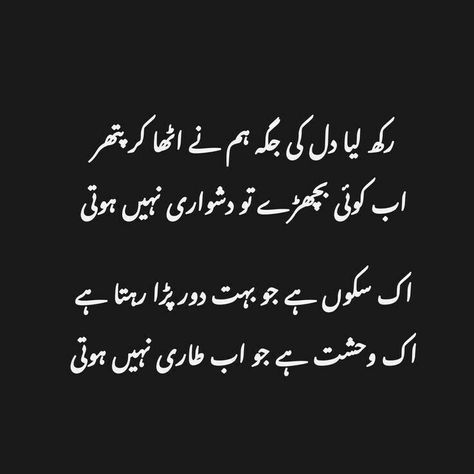 رکھ لیا دل کی جگہ ہم نے اٹھا کر پتھر
اب کوئی بچھڑے تو دشواری نہیں ہوتی
اک سکوں ہے جو بہت دور پڑا رہتا ہے
اک وحشت ہے جو اب طاری نہیں ہوتی